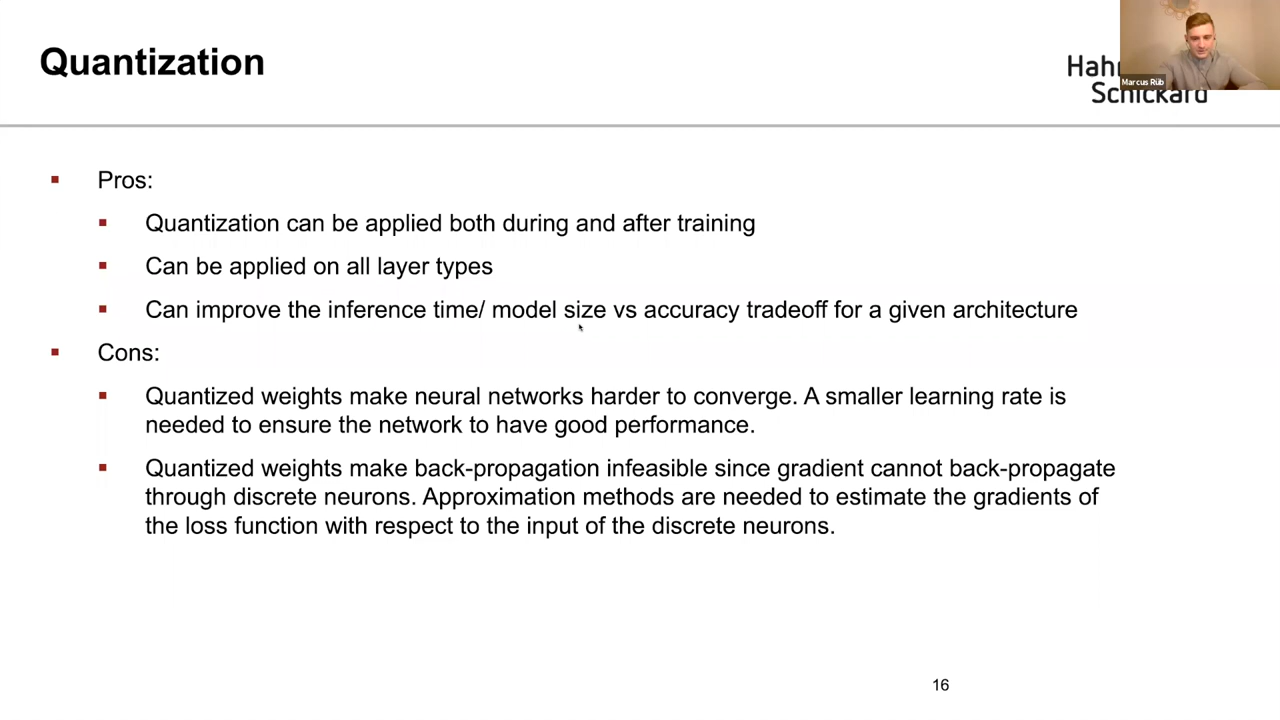 Quantization
Schickard
Marcus Rüb
Pros:
Quantization can be applied both during and after training
Can be applied on all layer types
Can improve the inference time/ model size vs accuracy tradeoff for a given architecture
Cons:
Quantized weights make neural networks harder to converge. A smaller learning rate is
needed to ensure the network to have good performance.
Quantized weights make back-propagation infeasible since gradient cannot back-propagate
through discrete neurons. Approximation methods are needed to estimate the gradients of
the loss function with respect to the input of the discrete neurons.
16